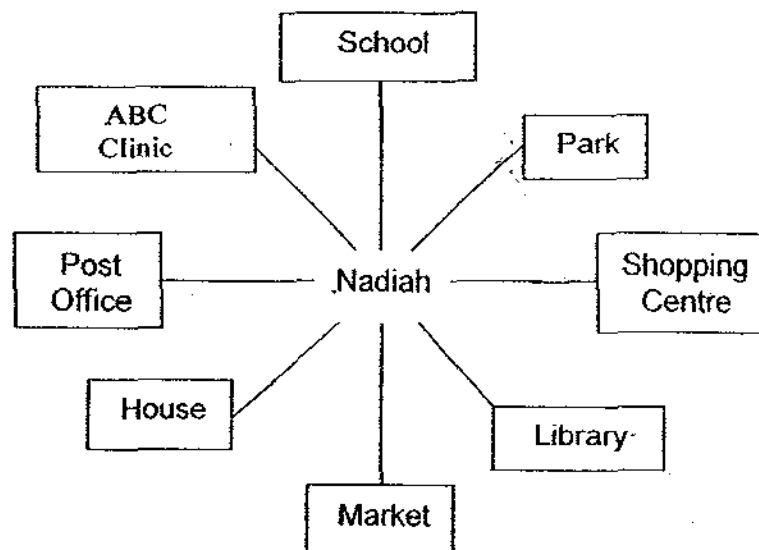 School
ABC
Clinic
Park
Post
Office
Nadiah
Shopping
Centre
House
Library
Market